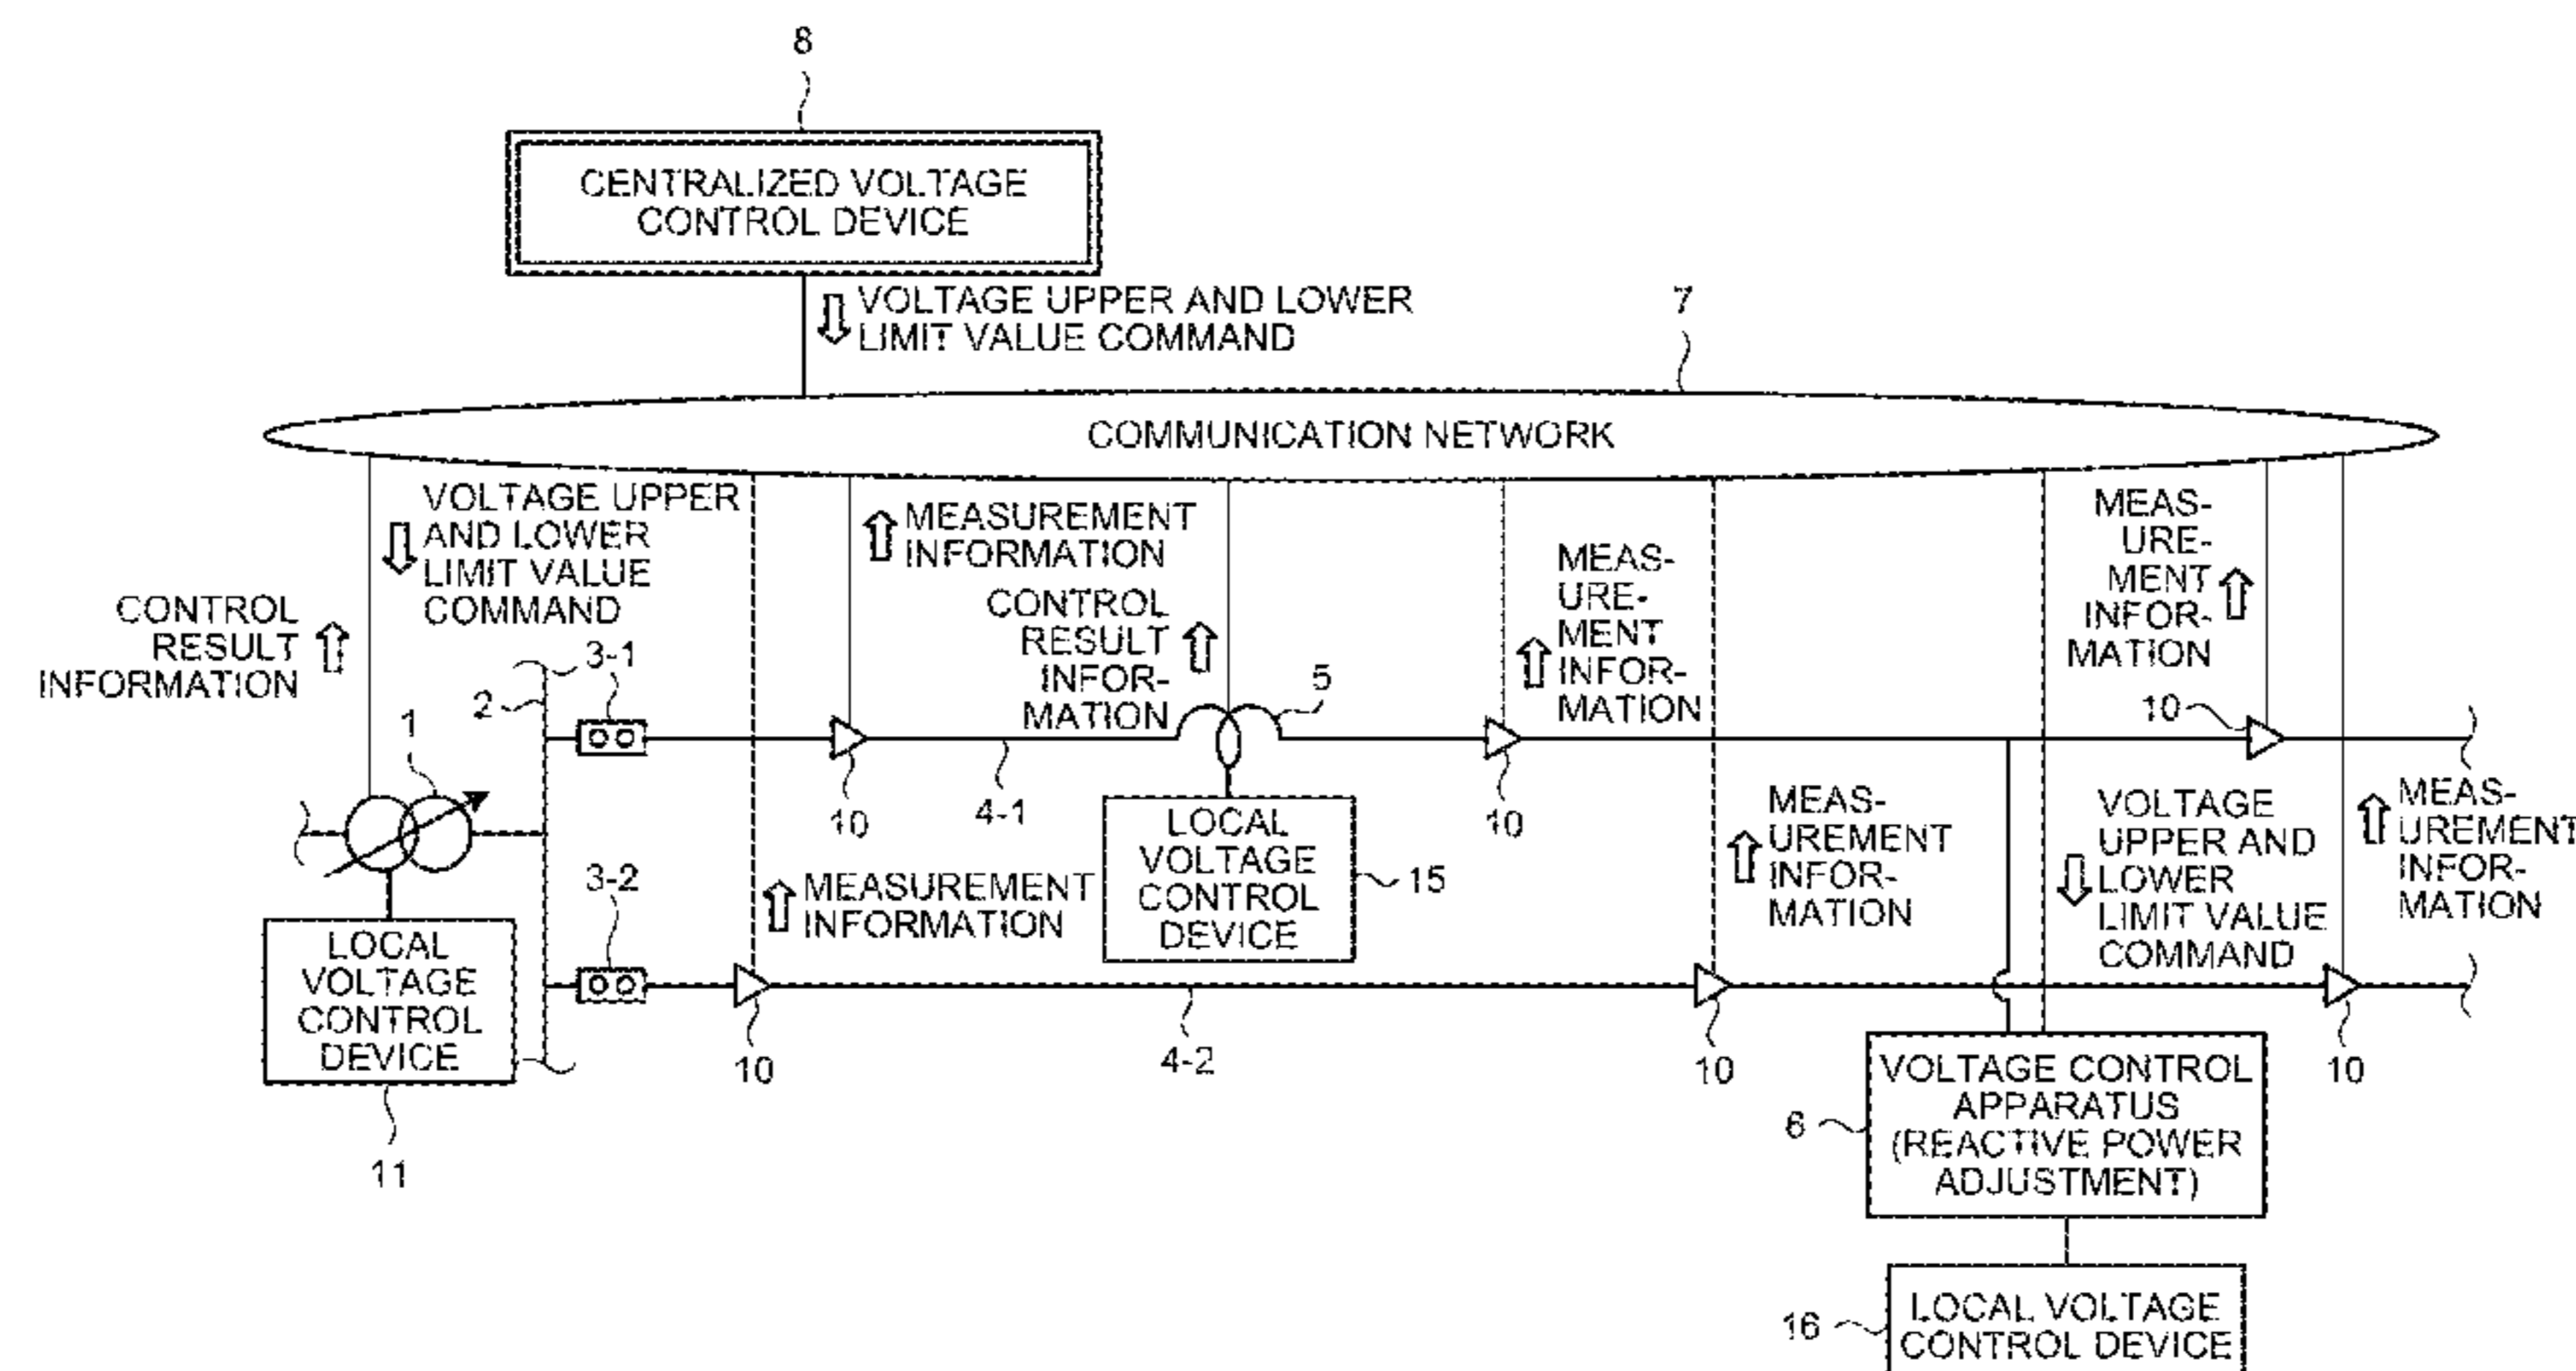 8
CENTRALIZED VOLTAGE
CONTROL DEVICE
VOLTAGE UPPER AND LOWER
LIMIT VALUE COMMAND
7
COMMUNICATION NETWORK
CONTROL
RESULT
INFORMATION
VOLTAGE UPPER
AND LOWER
LIMIT VALUE
COMMAND
MEASUREMENT
INFORMATION
CONTROL
RESULT
INFOR-
MATION
MEAS-
URE-
MENT
INFOR-
MATION
MEAS-
URE-
MENT
INFOR-
MATION
1
2
3-1
5
10
10
4-1
10
LOCAL
VOLTAGE
CONTROL
DEVICE
15
3-2
MEASUREMENT
INFORMATION
MEAS-
UREMENT
INFOR-
MATION
VOLTAGE
UPPER AND
LOWER
LIMIT VALUE
COMMAND
MEAS-
UREMENT
INFOR-
MATION
LOCAL
VOLTAGE
CONTROL
DEVICE
11
10
4-2
10
10
6
VOLTAGE CONTROL
APPARATUS
(REACTIVE POWER
ADJUSTMENT)
16
LOCAL VOLTAGE
CONTROL DEVICE